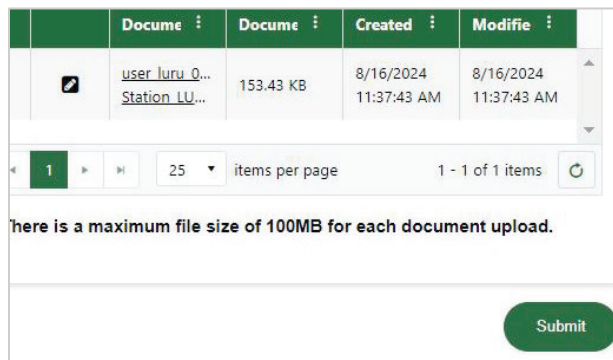 Docume Docume Created Modifie
user_luru_0... 153.43 KB 8/16/2024 8/16/2024
Station_LU... 11:37:43 AM 11:37:43 AM
1 25 items per page 1 - 1 of 1 items
here is a maximum file size of 100MB for each document upload.
Submit